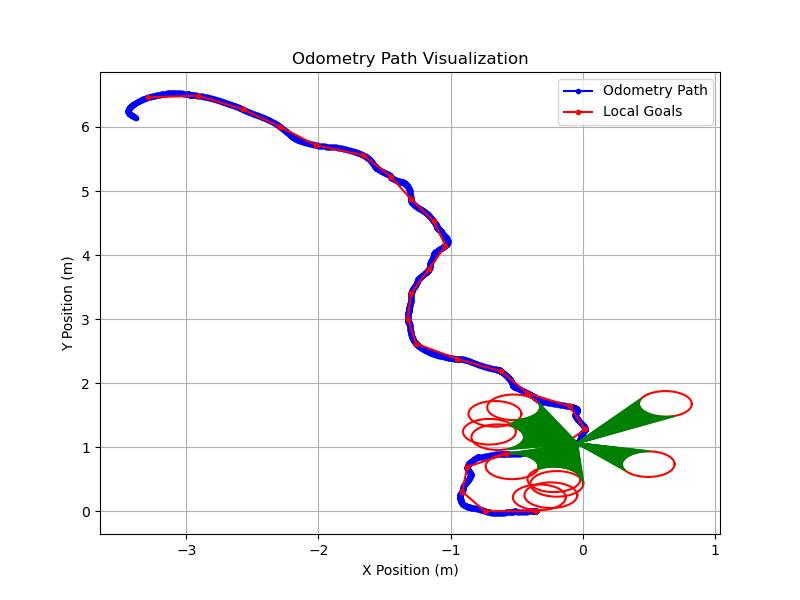 Odometry Path Visualization
Odometry Path
Local Goals
Y Position (m)
6
5
4
3
2
1
0
−3
−2
−1
0
1
X Position (m)